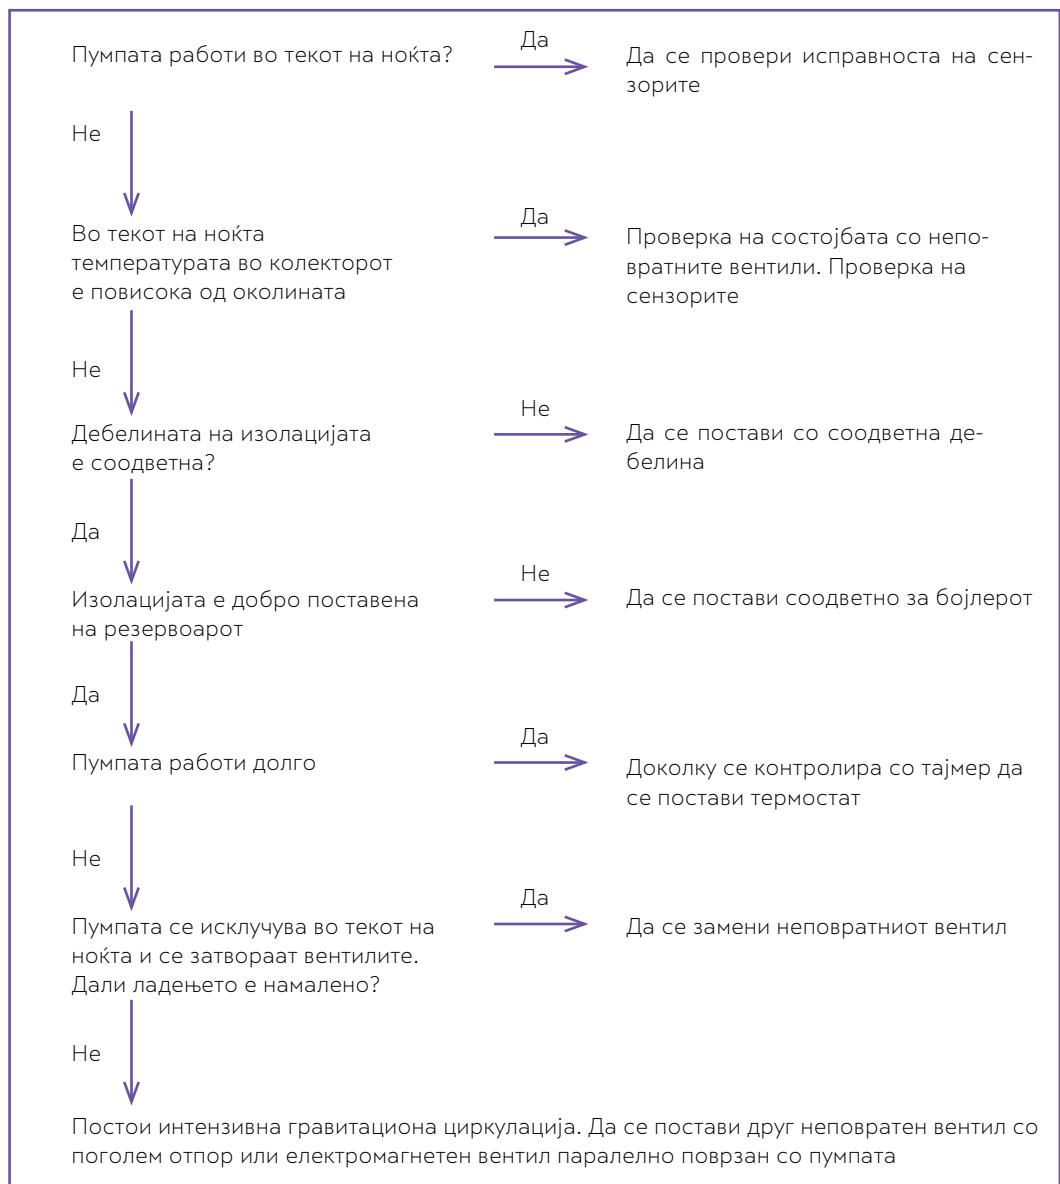 Пумпата работи во текот на ноќта?
Да
Да се провери исправноста на сен-
зорите
Не
Во текот на ноќта
температурата во колекторот
е повисока од околината
Да
Проверка на состојбата со непо-
вратните вентили. Проверка на
сензорите
Не
Дебелината на изолацијата
е соодветна?
Не
Да се постави со соодветна де-
белина
Да
Изолацијата е добро поставена
на резервоарот
Не
Да се постави соодветно за бојлерот
Да
Пумпата работи долго
Да
Доколку се контролира со тајмер да
се постави термостат
Не
Пумпата се исклучува во текот на
ноќта и се затвораат вентилите.
Дали ладењето е намалено?
Да
Да се замени неповратниот вентил
Не
Постои интензивна гравитациона циркулација. Да се постави друг неповратен вентил со
поголем отпор или електромагнетен вентил паралелно поврзан со пумпата